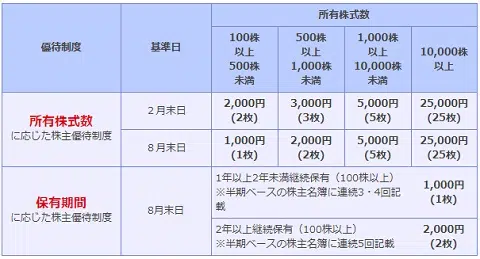 優待制度
基準日
所有株式数
100株
以上
500株
未満
500株
以上
1,000株
未満
1,000株
以上
10,000株
未満
10,000株
以上
所有株式数
に応じた株主優待制度
2月末日
2,000円
(2枚)
3,000円
(3枚)
5,000円
(5枚)
25,000円
(25枚)
8月末日
1,000円
(1枚)
2,000円
(2枚)
5,000円
(5枚)
25,000円
(25枚)
保有期間
に応じた株主優待制度
8月末日
1年以上2年未満継続保有(100株以上)
※半期ベースの株主名簿に連続3・4回記
載
1,000円
(1枚)
2年以上継続保有(100株以上)
※半期ベースの株主名簿に連続5回記載
2,000円
(2枚)